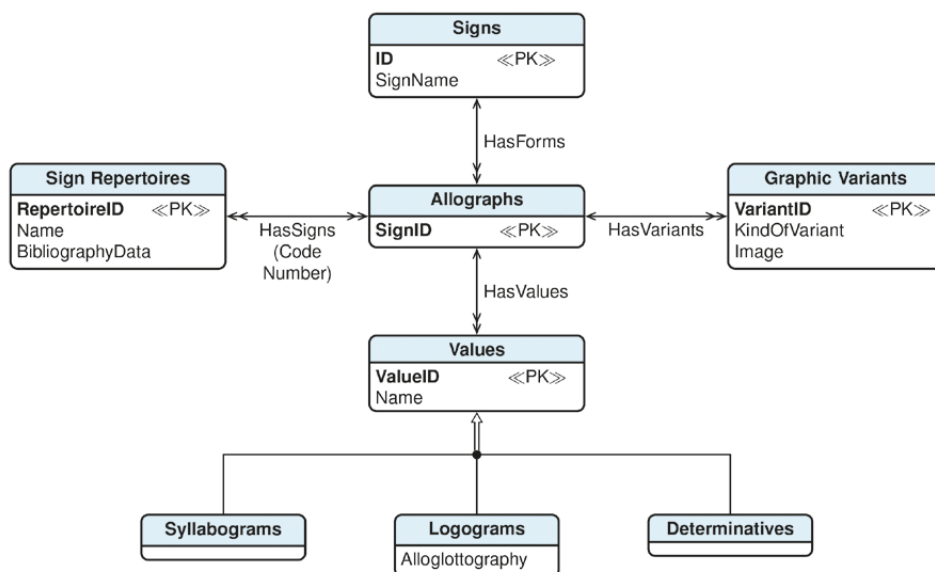 Signs
ID ≪PK≫
SignName
HasForms
Sign Repertoires
RepertoireID ≪PK≫
Name
BibliographyData
HasSigns
(Code
Number)
Allographs
SignID ≪PK≫
HasVariants
Graphic Variants
VariantID ≪PK≫
KindOfVariant
Image
HasValues
Values
ValueID ≪PK≫
Name
Syllabograms
Logograms
Alloglottography
Determinatives